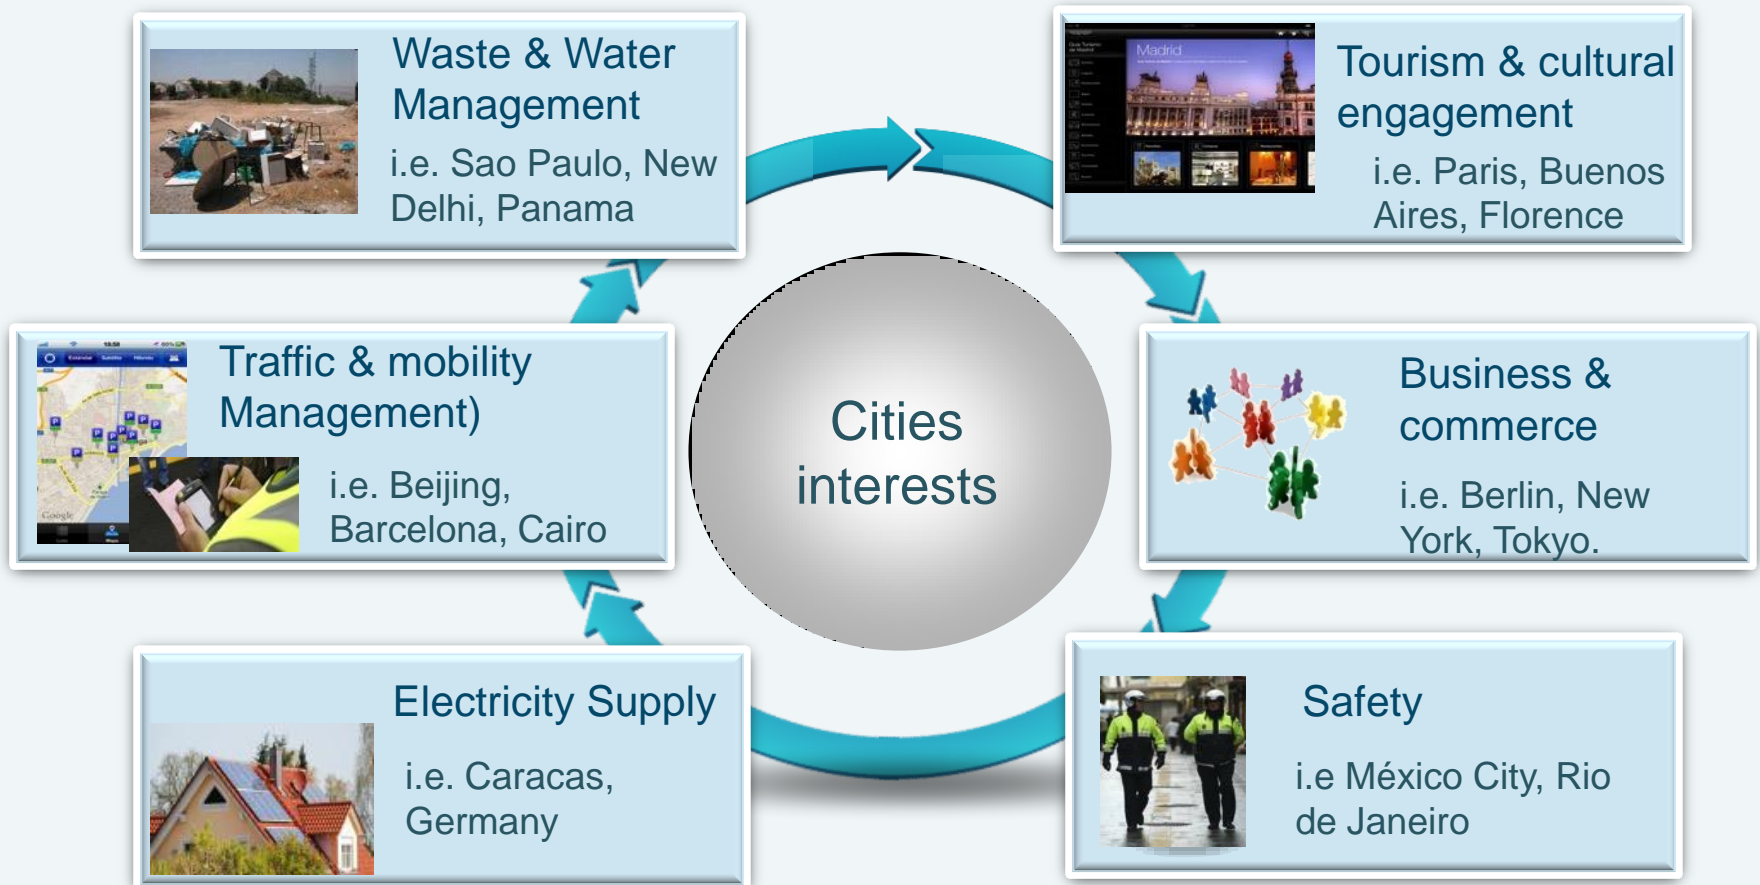 Waste & Water
Management
i.e. Sao Paulo, New
Delhi, Panama
Madrid
Tourism & cultural
engagement
i.e. Paris, Buenos
Aires, Florence
Traffic & mobility
Management)
i.e. Beijing,
Barcelona, Cairo
Google
Cities
interests
Business &
commerce
i.e. Berlin, New
York, Tokyo.
Electricity Supply
i.e. Caracas,
Germany
Safety
i.e México City, Rio
de Janeiro